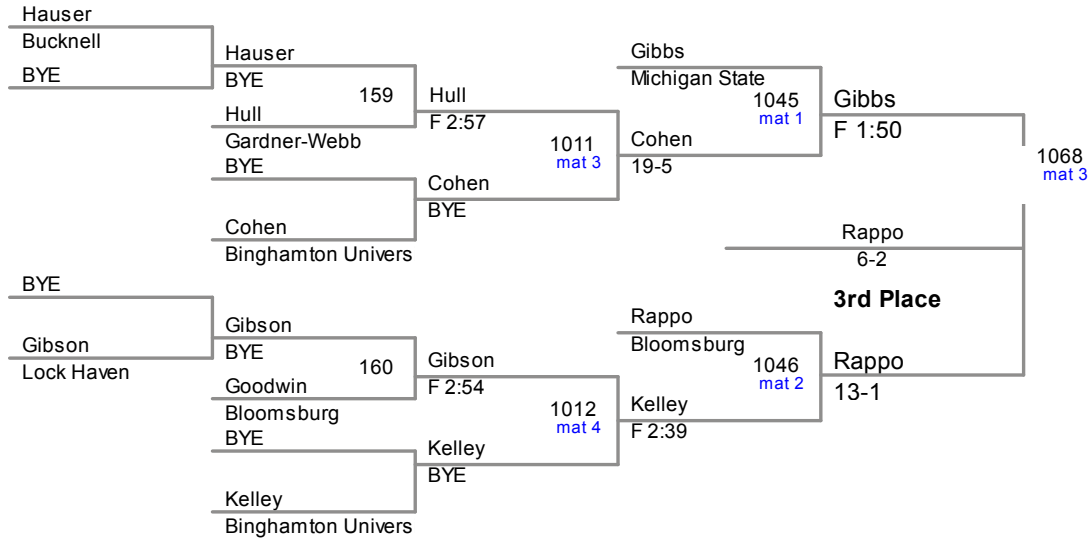 Hauser
Bucknell
BYE
Hauser
BYE
159
Hull
Gardner-Webb
BYE
Cohen
Binghamton Univers
Hull
F 2:57
1011
mat 3
Cohen
BYE
Gibbs
Michigan State
1045
mat 1
Cohen
19-5
Gibbs
F 1:50
1068
mat 3
Rappo
6-2
3rd Place
BYE
Gibson
Lock Haven
Gibson
BYE
160
Goodwin
Bloomsburg
BYE
Kelley
Binghamton Univers
Gibson
F 2:54
1012
mat 4
Kelley
BYE
Rappo
Bloomsburg
1046
mat 2
Kelley
F 2:39
Rappo
13-1